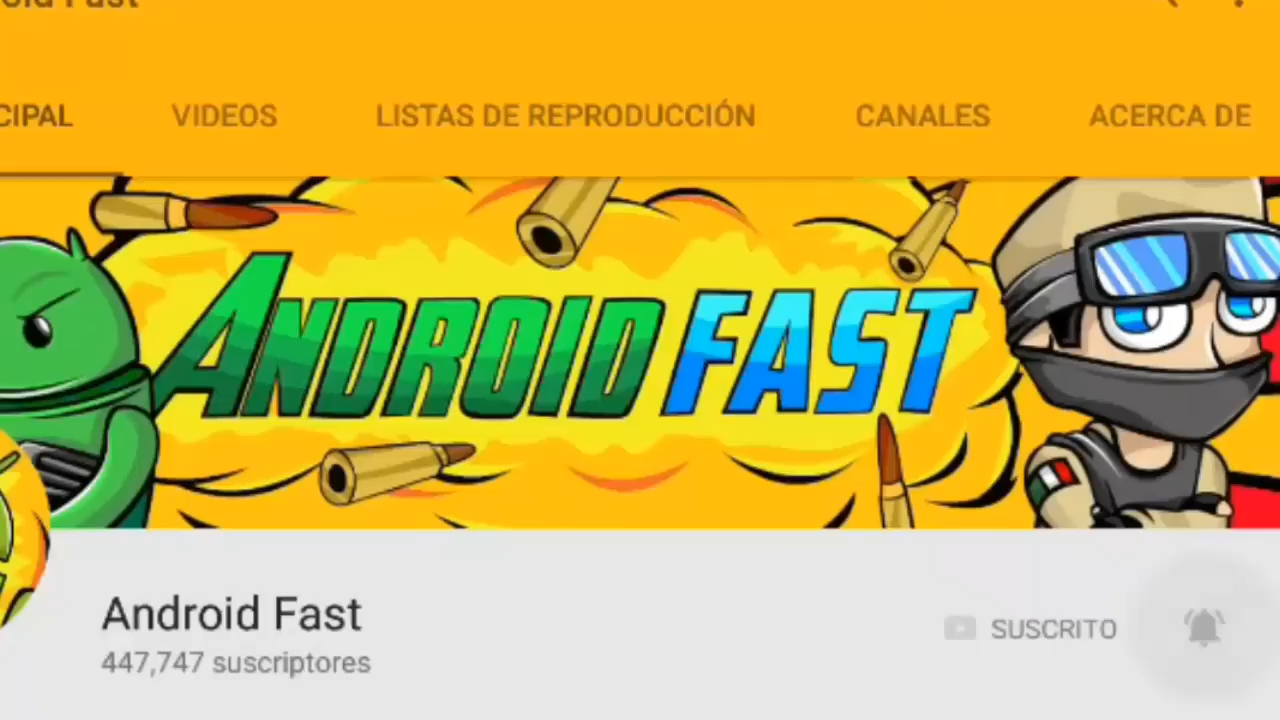 CIPAL VIDEOS LISTAS DE REPRODUCCIÓN CANALES ACERCA DE
ANDROID FAST
Android Fast
447,747 suscriptores
SUSCRITO